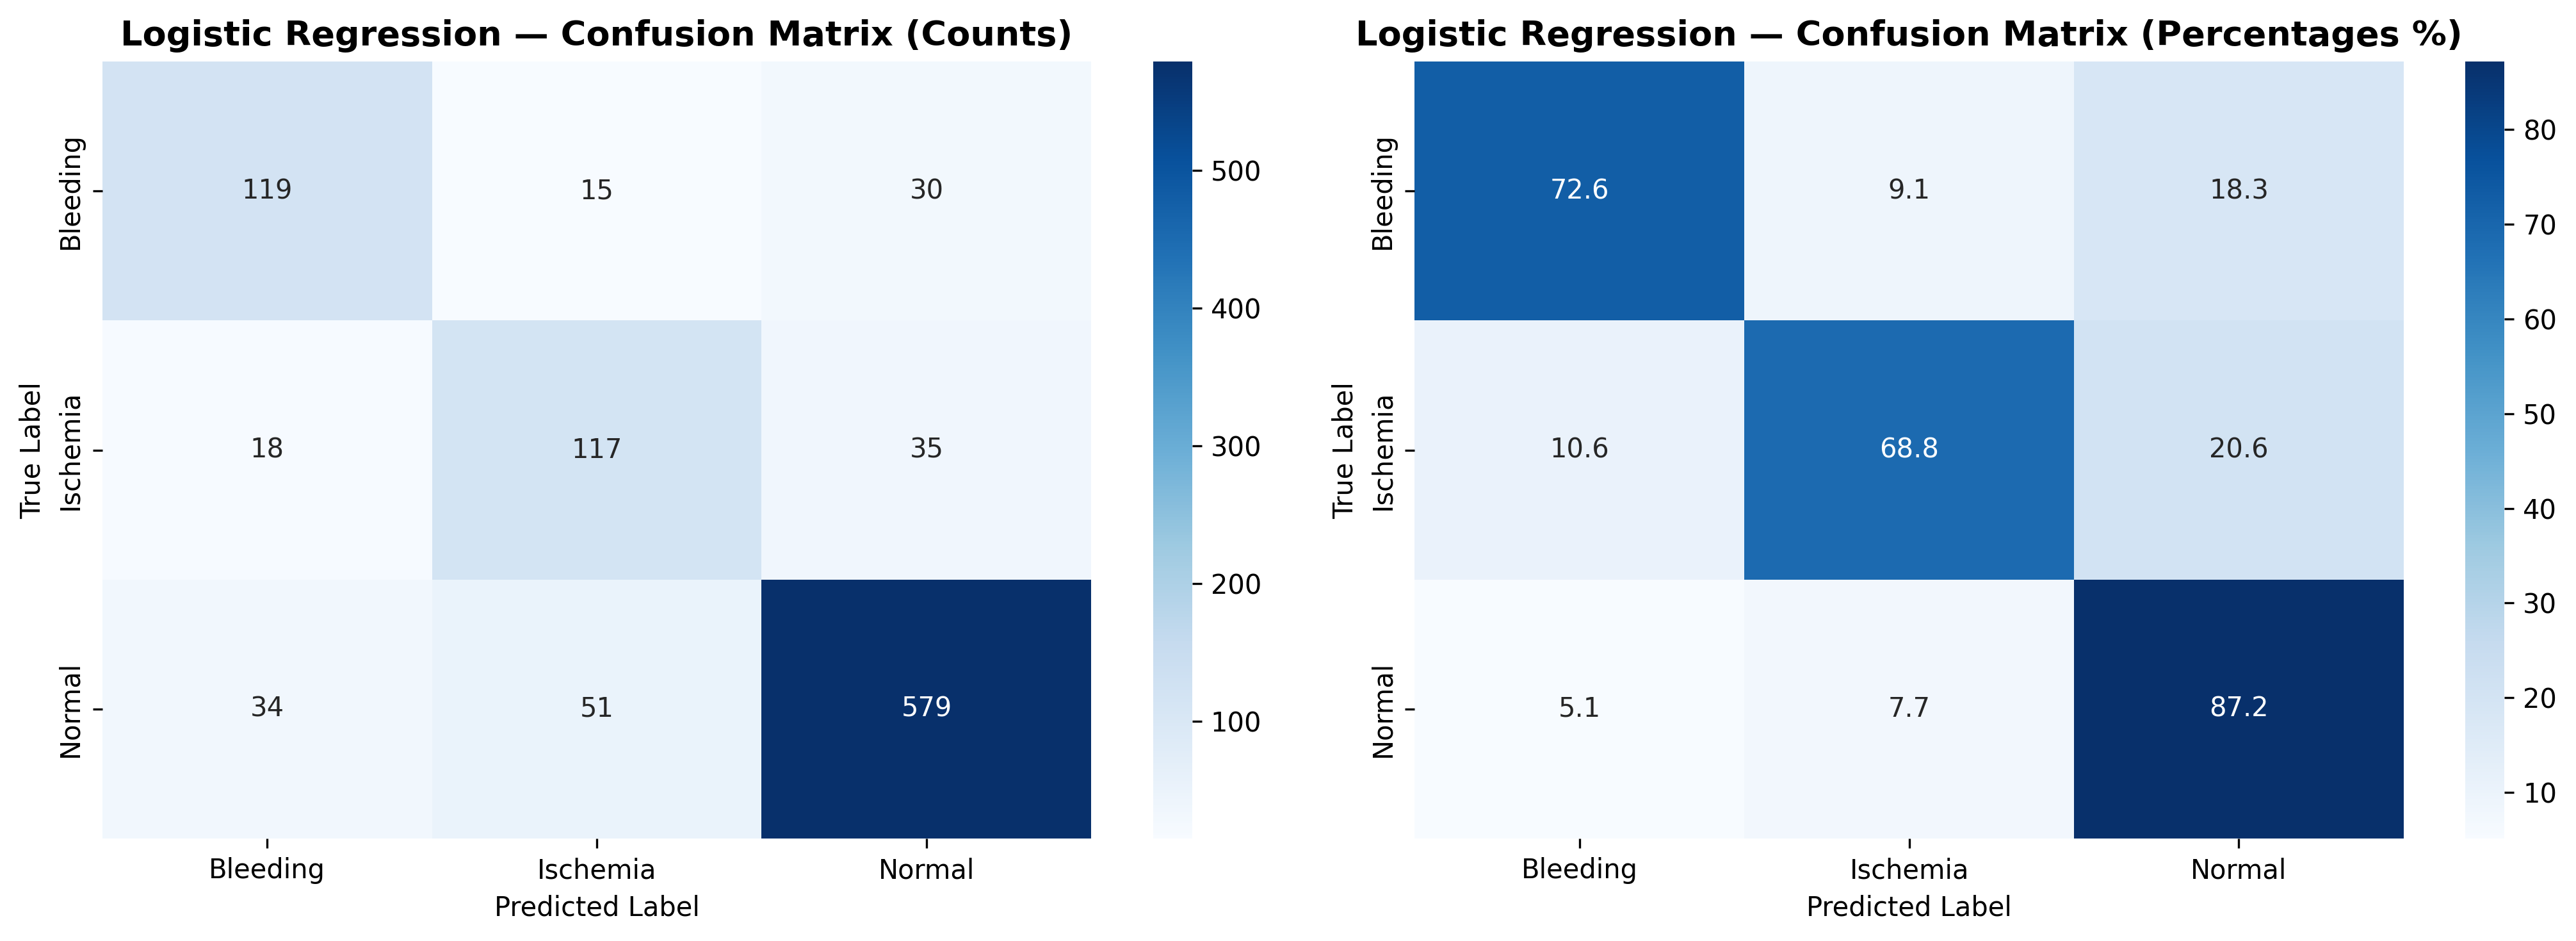 Logistic Regression — Confusion Matrix (Counts)
True Label
Bleeding
Ischemia
Normal
119 15 30
18 117 35
34 51 579
Bleeding Ischemia Normal
Predicted Label
500
400
300
200
100
Logistic Regression — Confusion Matrix (Percentages %)
True Label
Bleeding
Ischemia
Normal
72.6 9.1 18.3
10.6 68.8 20.6
5.1 7.7 87.2
Bleeding Ischemia Normal
Predicted Label
80
70
60
50
40
30
20
10